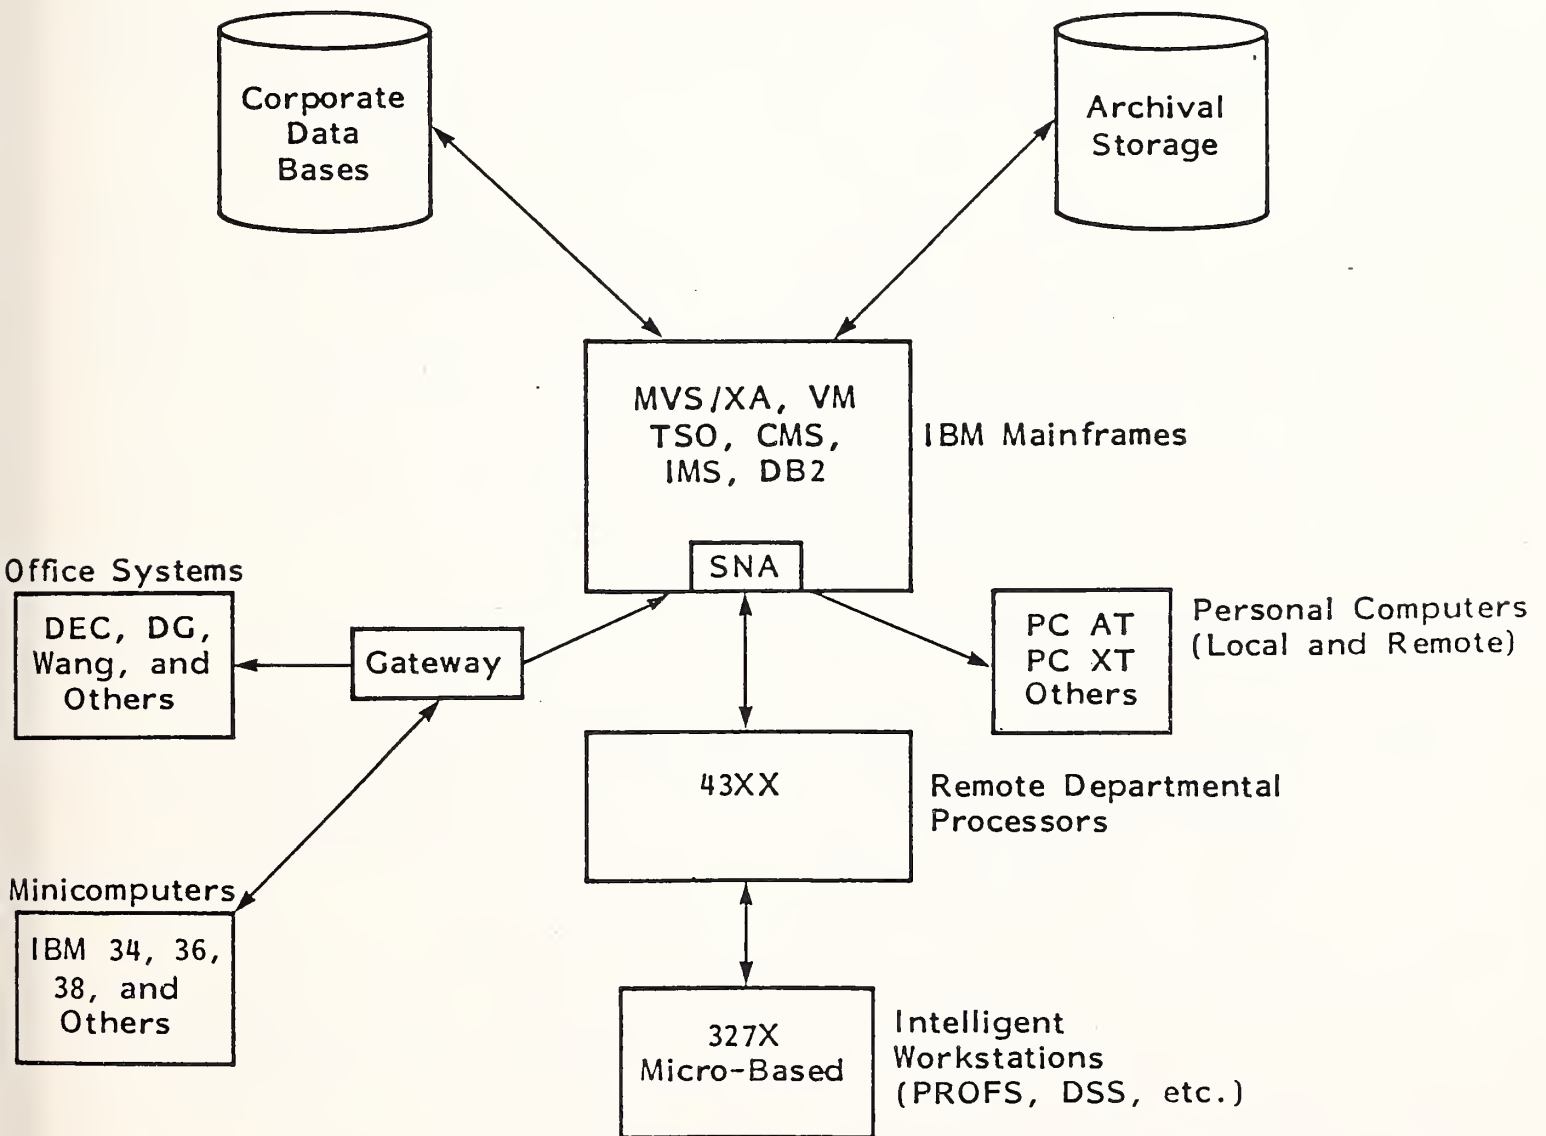 Corporate
Data
Bases
Archival
Storage
MVS/XA, VM
TSO, CMS,
IMS, DB2
IBM Mainframes
SNA
Office Systems
DEC, DG,
Wang, and
Others
Gateway
PC AT
PC XT
Others
Personal Computers
(Local and Remote)
43XX
Remote Departmental
Processors
Minicomputers
IBM 34, 36,
38, and
Others
327X
Micro-Based
Intelligent
Workstations
(PROFS, DSS, etc.)